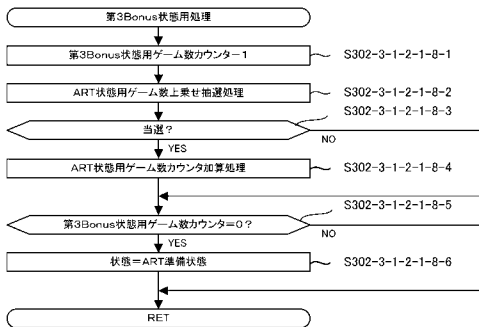 第3Bonus状態用処理
第3Bonus状態用ゲーム数カウンター1
S302-3-1-2-1-8-1
ART状態用ゲーム数上乗せ抽選処理
S302-3-1-2-1-8-2
S302-3-1-2-1-8-3
当選?
NO
YES
ART状態用ゲーム数カウンタ加算処理
S302-3-1-2-1-8-4
S302-3-1-2-1-8-5
第3Bonus状態用ゲーム数カウンタ=0?
NO
YES
状態=ART準備状態
S302-3-1-2-1-8-6
RET